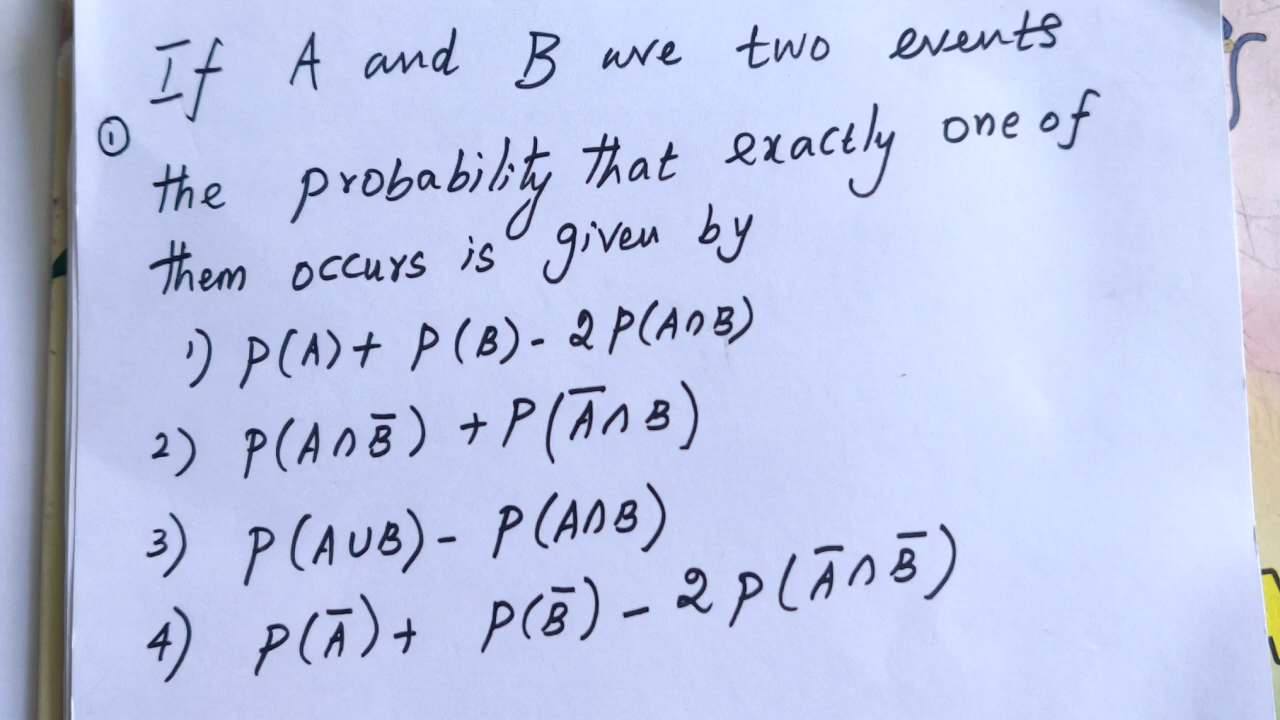 If A and B are two events
① the probability that exactly one of
them occurs is given by
1) P(A) + P(B) - 2P(A∩B)
2) P(A∩B̅) + P(A̅∩B)
3) P(A∪B) - P(A∩B)
4) P(A̅) + P(B̅) - 2P(A̅∩B̅)